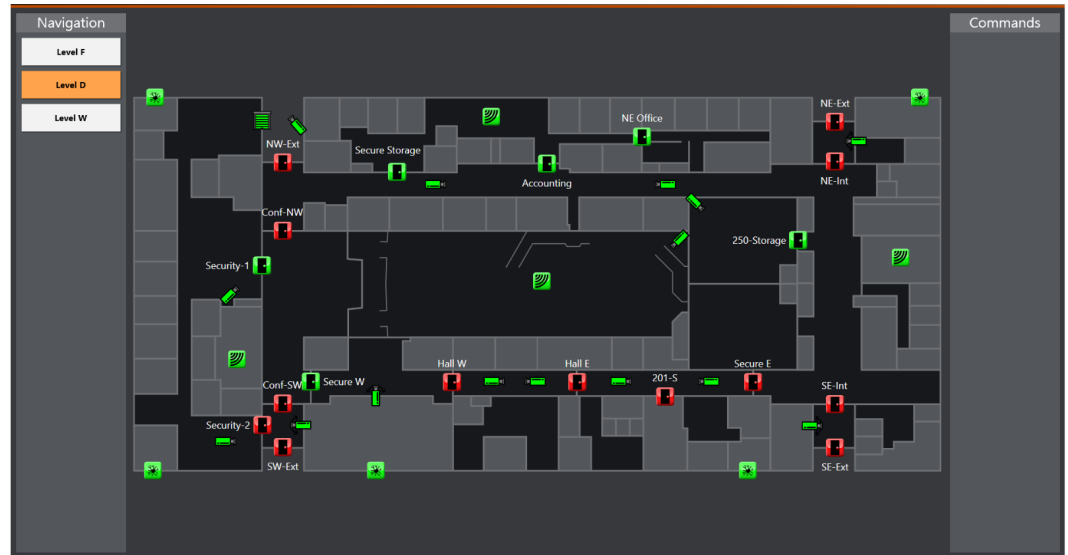 Navigation
Commands
Level F
Level D
Level W
NE-Ext
NE Office
NW-Ext
Secure Storage
Accounting
NE-Int
Conf-NW
250-Storage
Security-1
Hall W
Hall E
Secure E
201-S
Secure W
Conf-SW
SE-Int
Security-2
SW-Ext
SE-Ext